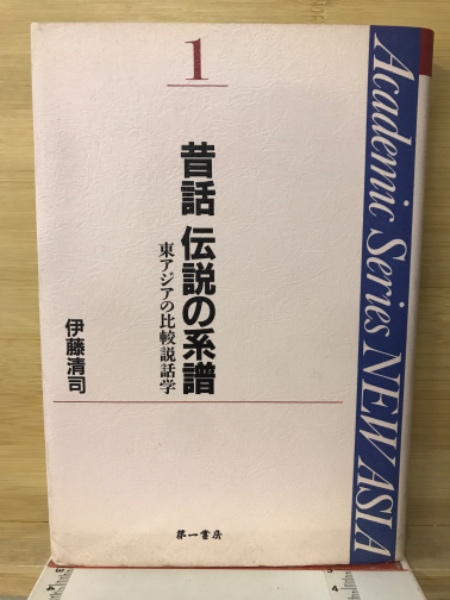 Academic Series NEW ASIA
1
昔話 伝説の系譜
東アジアの比較説話学
伊藤清司
第一書房